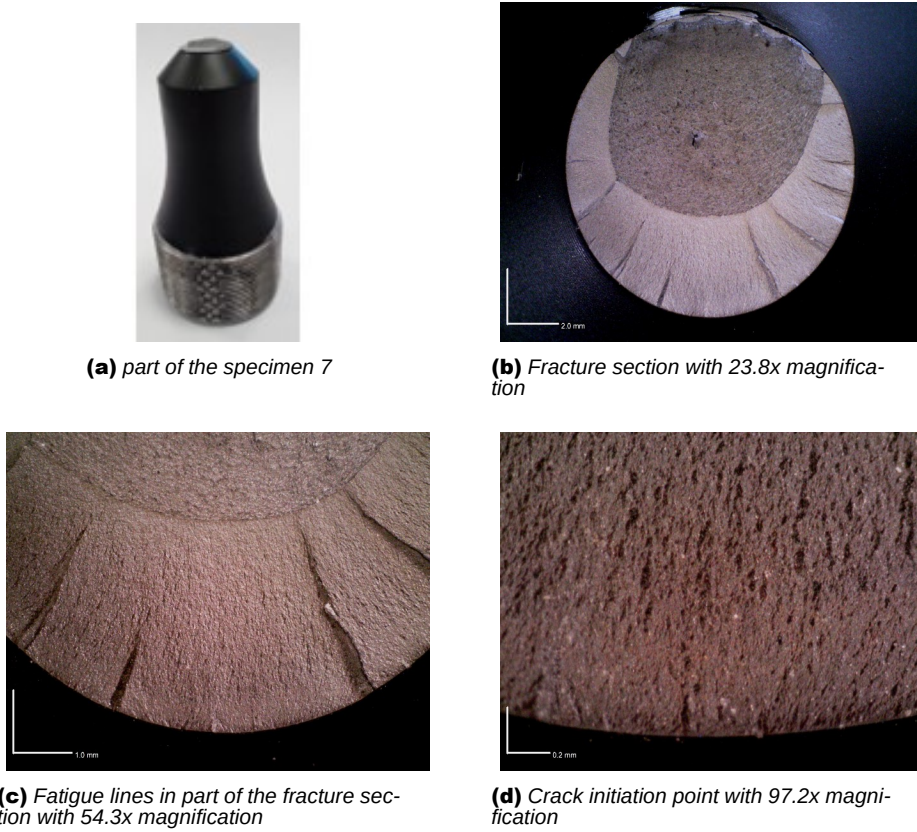 (a) part of the specimen 7
2.0 mm
(b) Fracture section with 23.8x magnifica-
tion
1.0 mm
(c) Fatigue lines in part of the fracture sec-
tion with 54.3x magnification
0.2 mm
(d) Crack initiation point with 97.2x magni-
fication